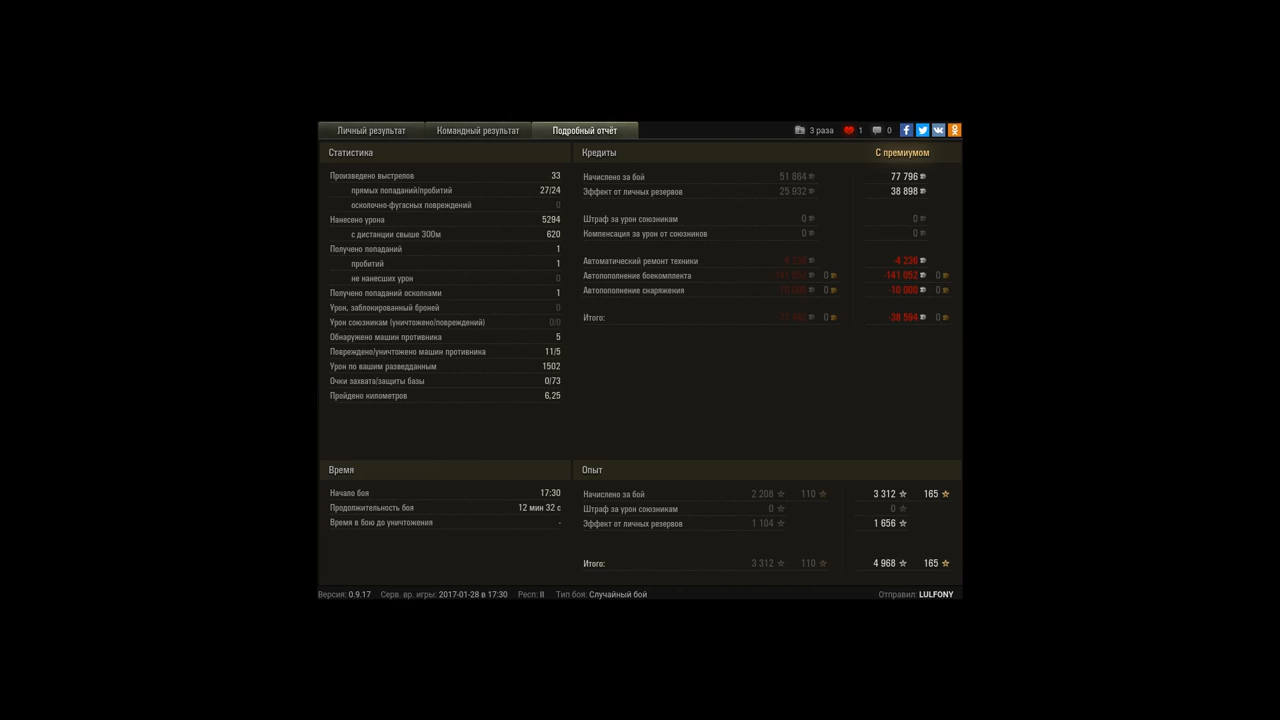 Личный результат Командный результат Подробный отчёт 3 раза 1 0
Статистика
Произведено выстрелов 33
прямых попаданий/пробитий 27/24
осколочно-фугасных повреждений 0
Нанесено урона 5294
с дистанции свыше 300м 620
Получено попаданий 1
пробитий 1
не нанесших урон 0
Получено попаданий осколками 1
Урон, заблокированный броней 0
Урон союзникам (уничтожено/повреждений) 0/0
Обнаружено машин противника 5
Повреждено/уничтожено машин противника 11/5
Урон по вашим разведданным 1502
Очки захвата/защиты базы 0/73
Пройдено километров 6,25
Кредиты С премиумом
Начислено за бой 51 864 77 796
Эффект от личных резервов 25 932 38 898
Штраф за урон союзникам 0 0
Компенсация за урон от союзников 0 0
Автоматический ремонт техники -4 236 -4 236
Автопополнение боекомплекта -141 052 0 -141 052 0
Автопополнение снаряжения -10 000 0 -10 000 0
Итого: 0 -38 594 0
Время
Начало боя 17:30
Продолжительность боя 12 мин 32 с
Время в бою до уничтожения -
Опыт
Начислено за бой 2 208 110 3 312 165
Штраф за урон союзникам 0 0
Эффект от личных резервов 1 104 1 656
Итого: 3 312 110 4 968 165
Версия: 0.9.17 Серв. вр. игры: 2017-01-28 в 17:30 Респ: II Тип боя: Случайный бой Отправил: LULFONY